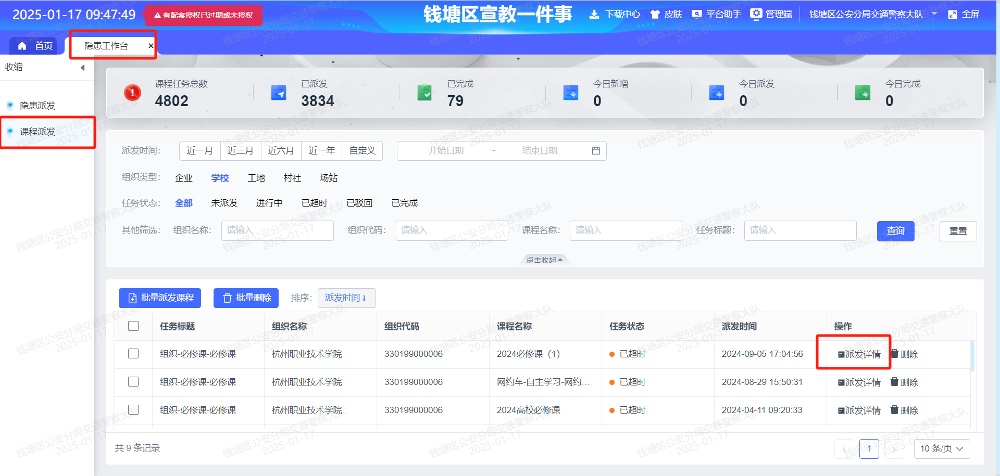 2025-01-17 09:47:49
有配套授权已过期或未授权
钱塘区宣教一件事
下载中心
皮肤
平台助手
管理端
钱塘区公安分局交通警察大队
全屏
首页
隐患工作台 ×
收缩
隐患派发
课程派发
课程任务总数
4802
已派发
3834
已完成
79
今日新增
0
今日派发
0
今日完成
0
派发时间： 近一月 近三月 近六月 近一年 自定义 开始日期 ~ 结束日期
组织类型： 企业 学校 工地 村社 场站
任务状态： 全部 未派发 进行中 已超时 已驳回 已完成
其他筛选： 组织名称： 请输入 组织代码： 请输入 课程名称： 请输入 任务标题： 请输入 查询 重置
点击收起
批量派发课程 批量删除 排序： 派发时间↓
任务标题 组织名称 组织代码 课程名称 任务状态 派发时间 操作
组织-必修课-必修课 杭州职业技术学院 330199000006 2024必修课（1） 已超时 2024-09-05 17:04:56 派发详情 删除
组织-必修课-必修课 杭州职业技术学院 330199000006 网约车-自主学习-网约... 已超时 2024-08-29 15:50:31 派发详情 删除
组织-必修课-必修课 杭州职业技术学院 330199000006 2024高校必修课 已超时 2024-04-11 09:20:33 派发详情 删除
共 9 条记录
1
10 条/页
钱塘区公安分局交通警察大队
2025-01-17